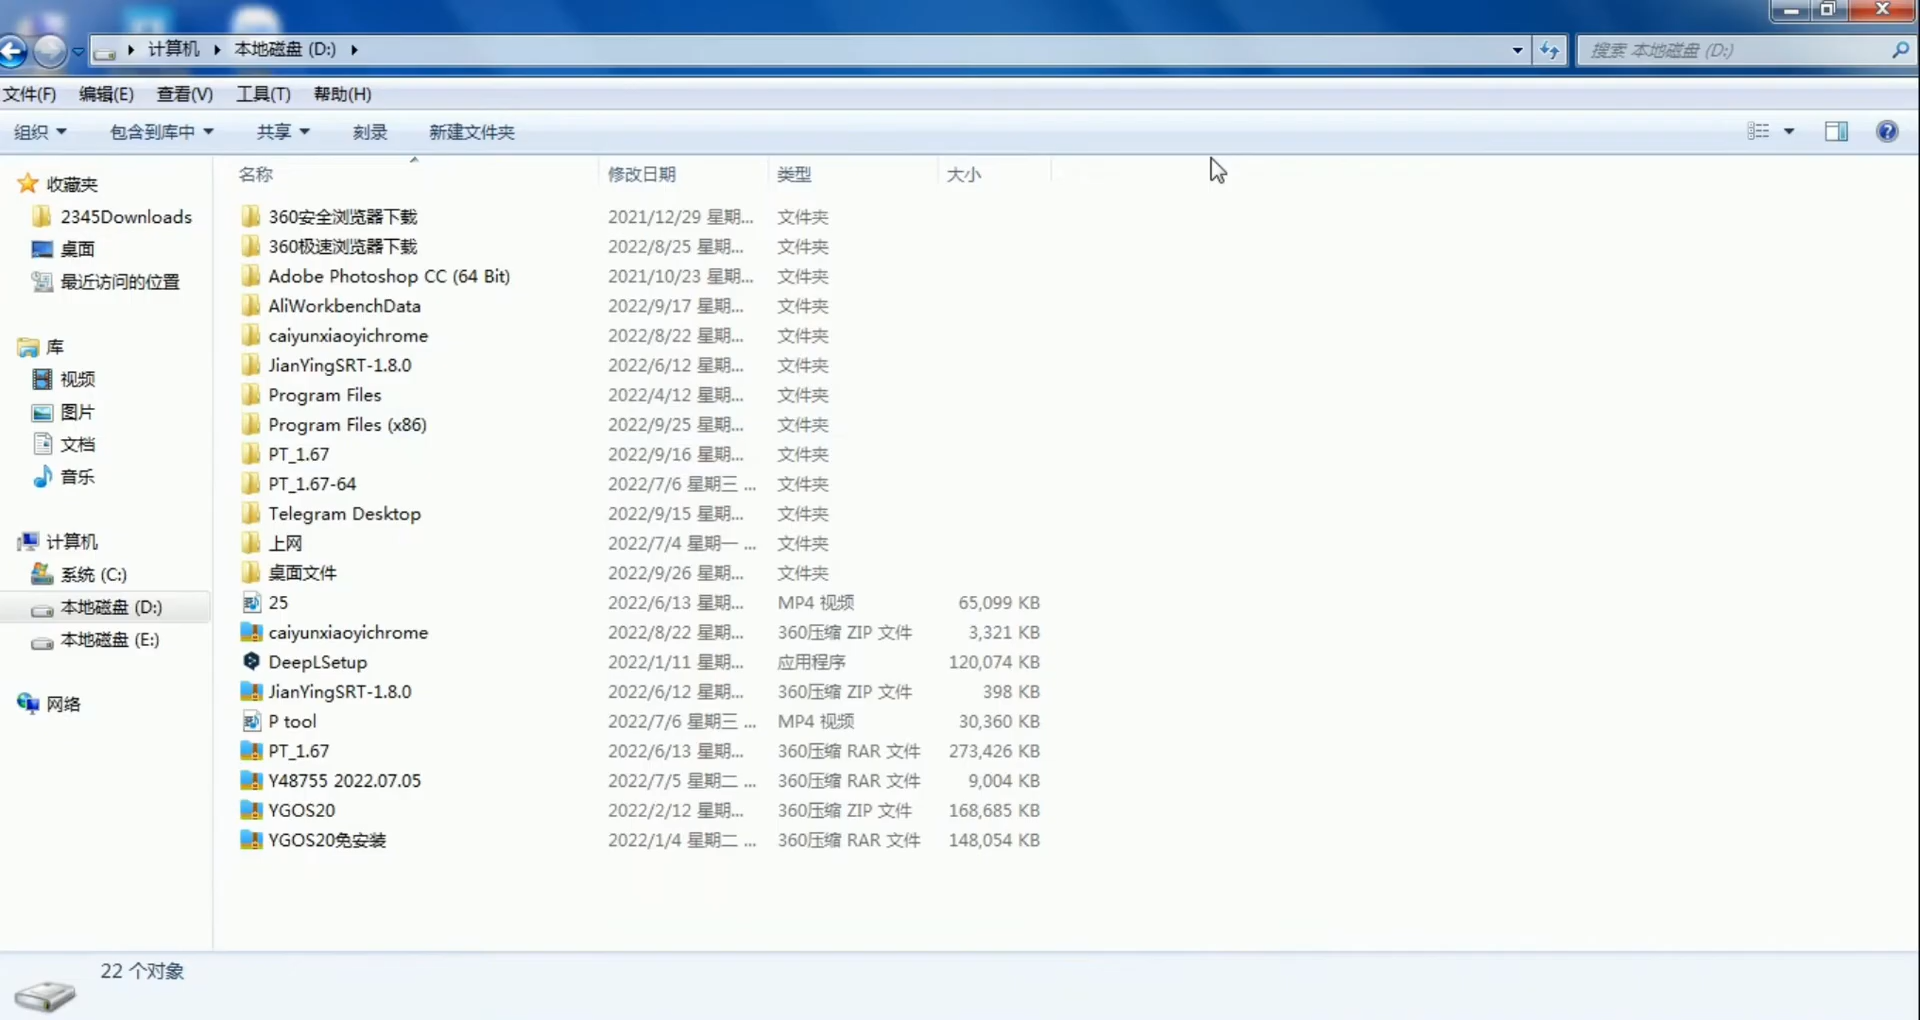 计算机 本地磁盘 (D:)
搜索 本地磁盘 (D:)
文件(F) 编辑(E) 查看(V) 工具(T) 帮助(H)
组织 包含到库中 共享 刻录 新建文件夹
收藏夹
2345Downloads
桌面
最近访问的位置
库
视频
图片
文档
音乐
计算机
系统 (C:)
本地磁盘 (D:)
本地磁盘 (E:)
网络
名称 修改日期 类型 大小
360安全浏览器下载 2021/12/29 星期... 文件夹
360极速浏览器下载 2022/8/25 星期... 文件夹
Adobe Photoshop CC (64 Bit) 2021/10/23 星期... 文件夹
AliWorkbenchData 2022/9/17 星期... 文件夹
caiyunxiaoyichrome 2022/8/22 星期... 文件夹
JianYingSRT-1.8.0 2022/6/12 星期... 文件夹
Program Files 2022/4/12 星期... 文件夹
Program Files (x86) 2022/9/25 星期... 文件夹
PT_1.67 2022/9/16 星期... 文件夹
PT_1.67-64 2022/7/6 星期三 ... 文件夹
Telegram Desktop 2022/9/15 星期... 文件夹
上网 2022/7/4 星期一 ... 文件夹
桌面文件 2022/9/26 星期... 文件夹
25 2022/6/13 星期... MP4 视频 65,099 KB
caiyunxiaoyichrome 2022/8/22 星期... 360压缩 ZIP 文件 3,321 KB
DeepLSetup 2022/1/11 星期... 应用程序 120,074 KB
JianYingSRT-1.8.0 2022/6/12 星期... 360压缩 ZIP 文件 398 KB
P tool 2022/7/6 星期三 ... MP4 视频 30,360 KB
PT_1.67 2022/6/13 星期... 360压缩 RAR 文件 273,426 KB
Y48755 2022.07.05 2022/7/5 星期二 ... 360压缩 RAR 文件 9,004 KB
YGOS20 2022/2/12 星期... 360压缩 ZIP 文件 168,685 KB
YGOS20免安装 2022/1/4 星期二 ... 360压缩 RAR 文件 148,054 KB
22 个对象